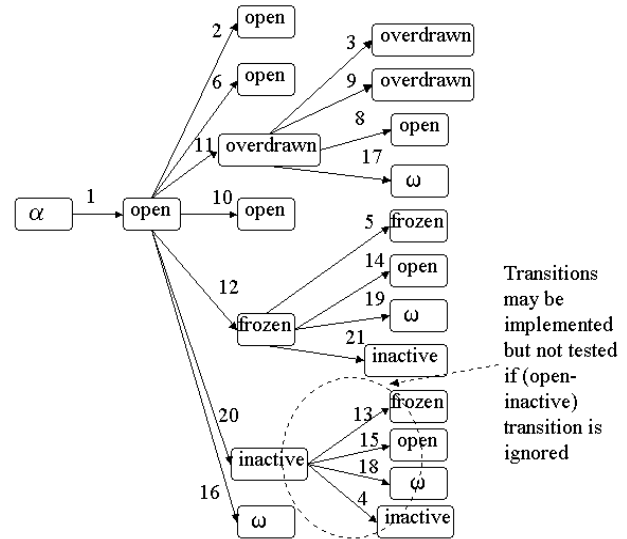 2
open
3
overdrawn
6
open
9
overdrawn
11
overdrawn
8
open
17
ω
α
1
open
10
open
5
frozen
14
open
12
frozen
19
ω
21
inactive
Transitions
may be
implemented
but not tested
if (open-
inactive)
transition is
ignored
20
inactive
13
frozen
15
open
18
ω
4
inactive
16
ω